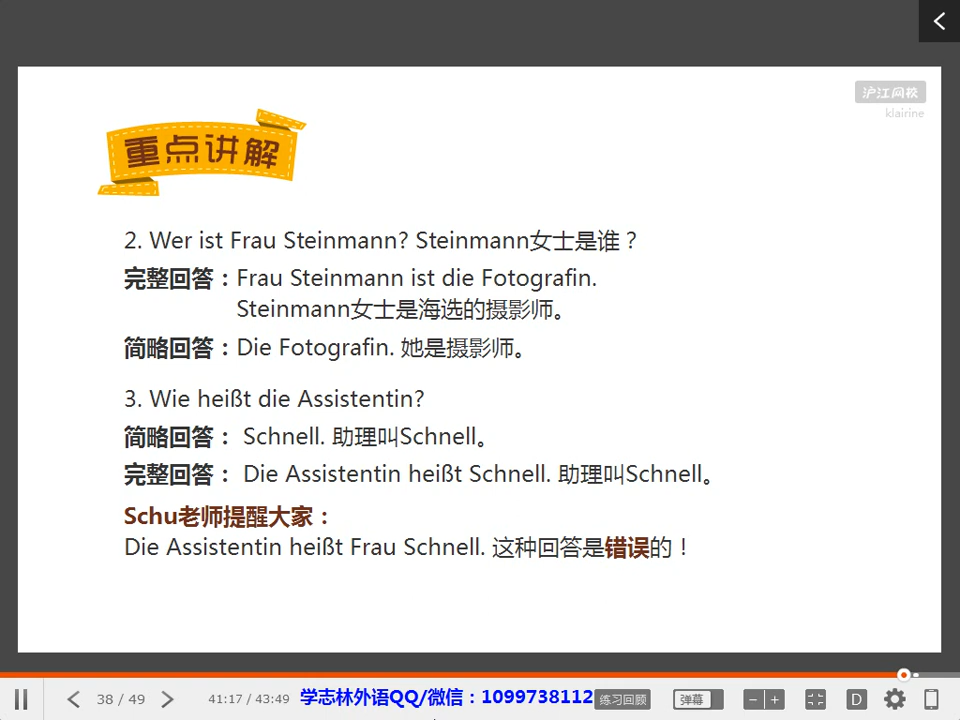 沪江网校
klairine
重点讲解
2. Wer ist Frau Steinmann? Steinmann女士是谁？
完整回答：Frau Steinmann ist die Fotografin.
Steinmann女士是海选的摄影师。
简略回答：Die Fotografin. 她是摄影师。
3. Wie heißt die Assistentin?
简略回答： Schnell. 助理叫Schnell。
完整回答： Die Assistentin heißt Schnell. 助理叫Schnell。
Schu老师提醒大家：
Die Assistentin heißt Frau Schnell. 这种回答是错误的！
38 / 49
41:17 / 43:49
学志林外语QQ/微信：1099738112
练习回顾
弹幕
D